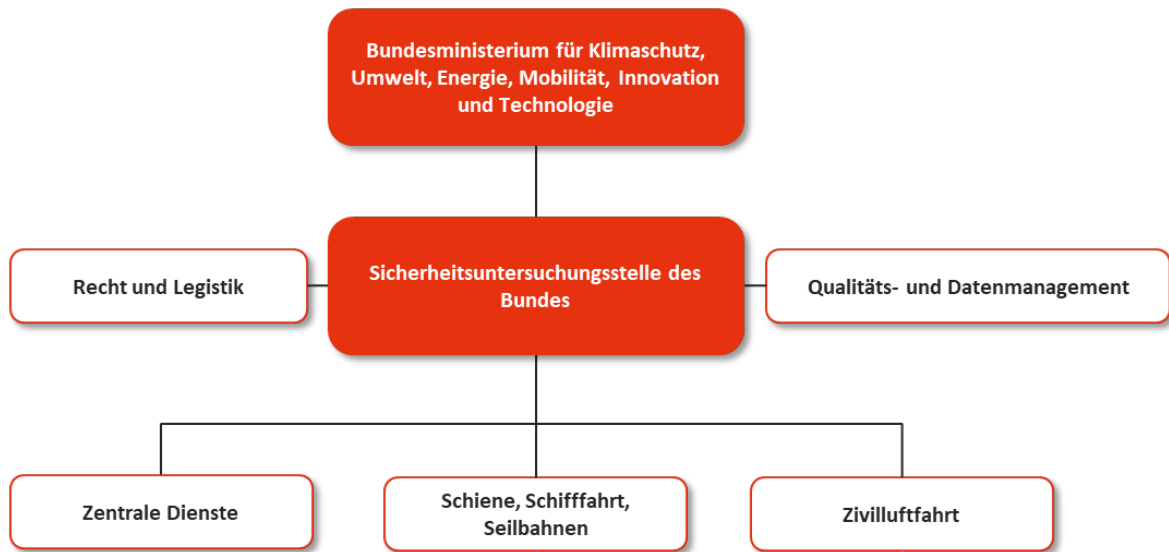 Bundesministerium für Klimaschutz,
Umwelt, Energie, Mobilität, Innovation
und Technologie
Recht und Legistik
Sicherheitsuntersuchungsstelle des
Bundes
Qualitäts- und Datenmanagement
Zentrale Dienste
Schiene, Schifffahrt,
Seilbahnen
Zivilluftfahrt